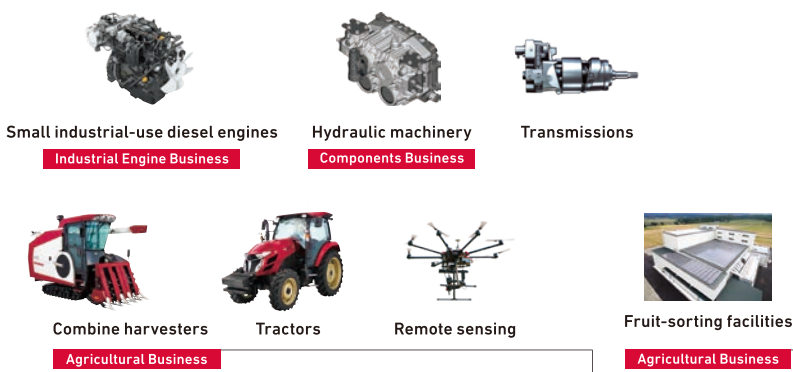 Small industrial-use diesel engines
Industrial Engine Business
Hydraulic machinery
Components Business
Transmissions
Combine harvesters
Tractors
Remote sensing
Agricultural Business
Fruit-sorting facilities
Agricultural Business